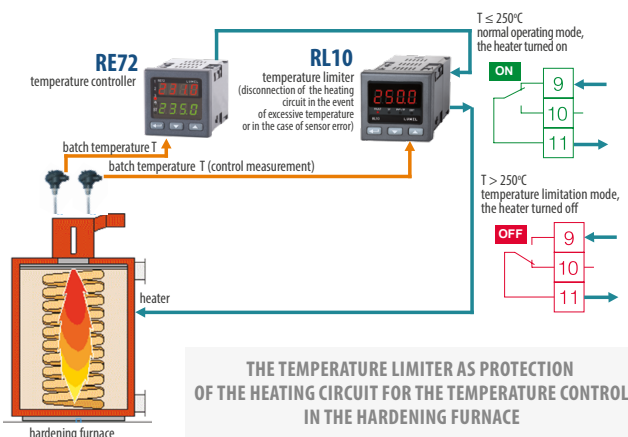 RE72
temperature controller
RL10
temperature limiter
(disconnection of the heating
circuit in the event
of excessive temperature
or in the case of sensor error)
T ≤ 250°C
normal operating mode,
the heater turned on
ON
9
10
11
235.0
RE72 LUMEL
250.0
LUMEL
batch temperature T
batch temperature T (control measurement)
T > 250°C
temperature limitation mode,
the heater turned off
OFF
9
10
11
heater
hardening furnace
THE TEMPERATURE LIMITER AS PROTECTION
OF THE HEATING CIRCUIT FOR THE TEMPERATURE CONTROL
IN THE HARDENING FURNACE